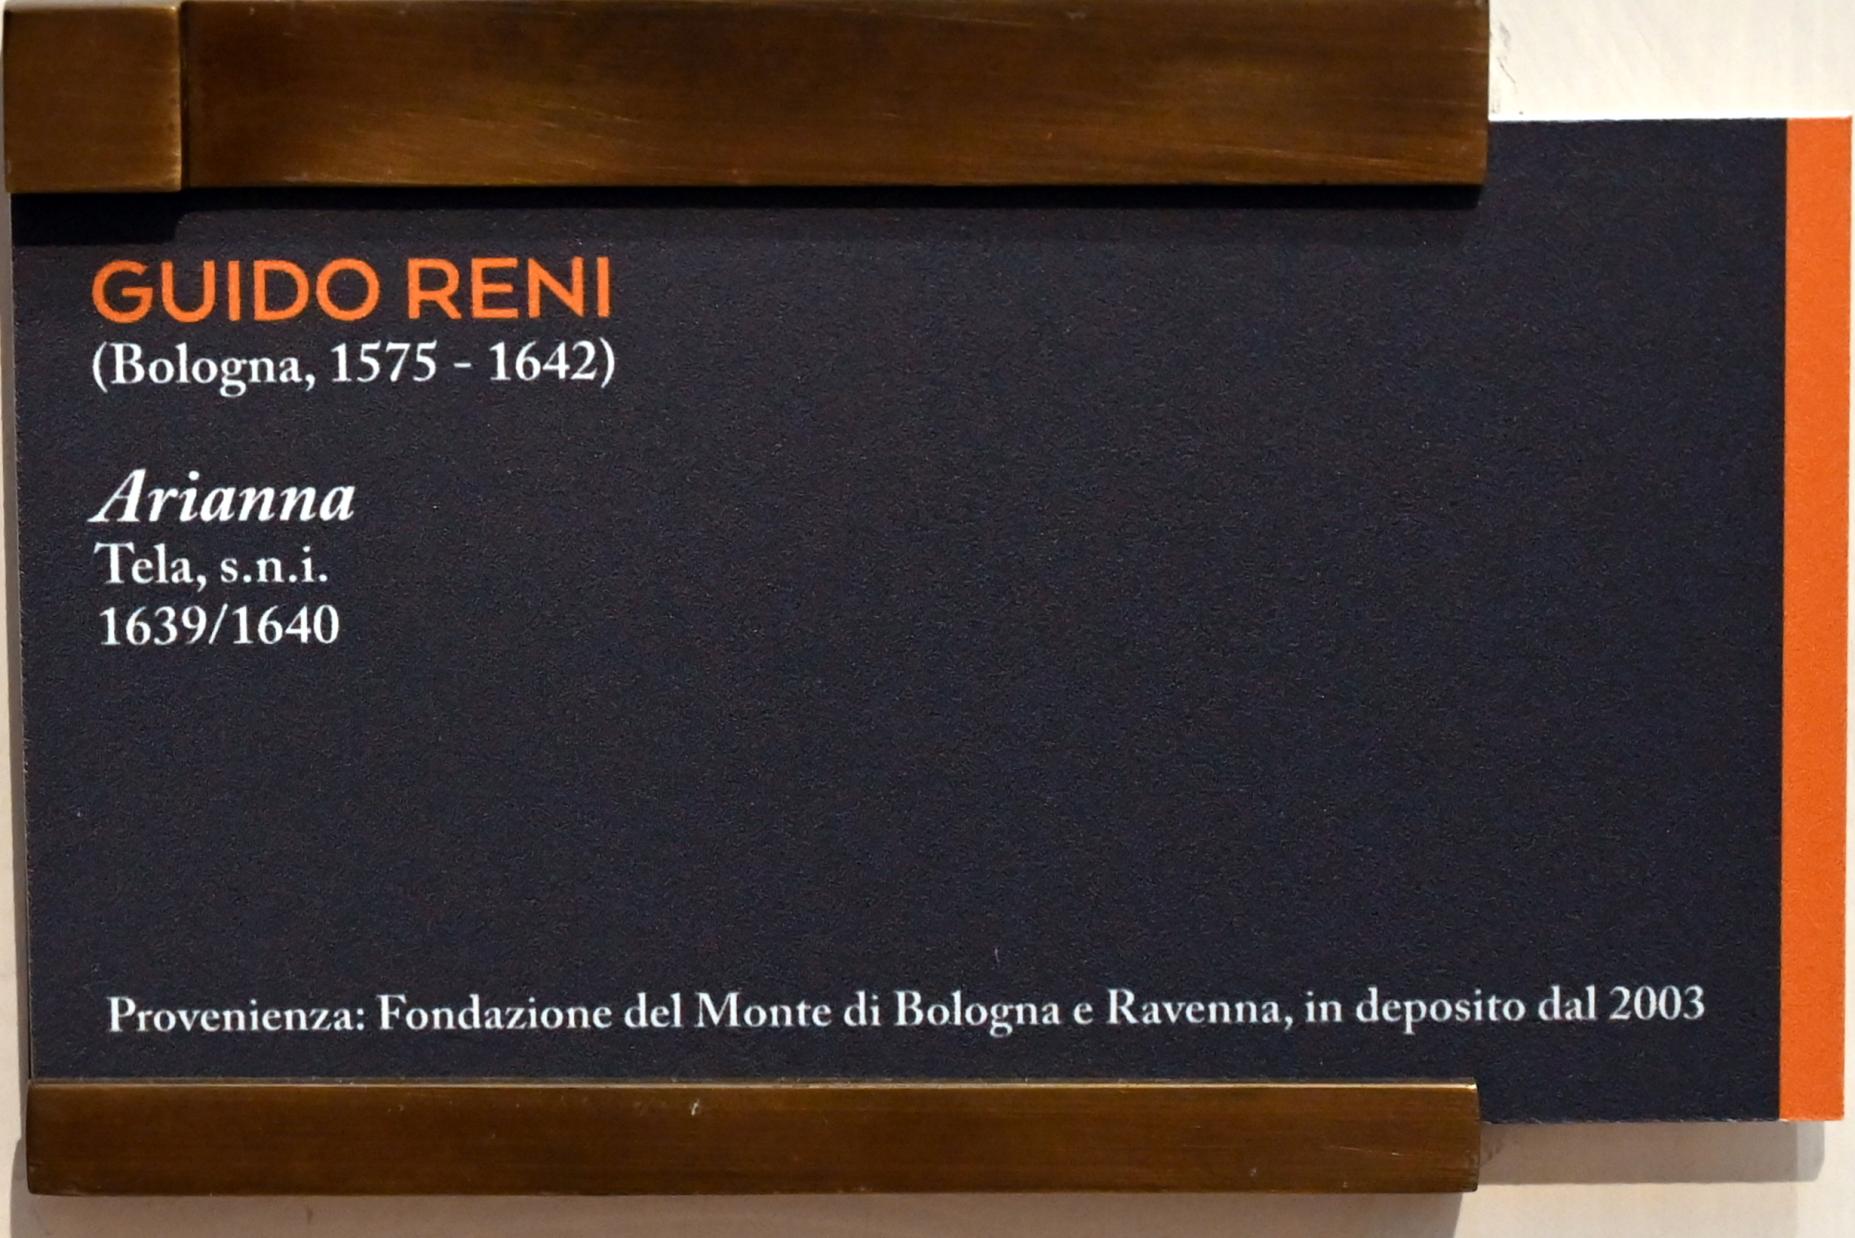 GUIDO RENI
(Bologna, 1575 - 1642)
Arianna
Tela, s.n.i.
1639/1640
Provenienza: Fondazione del Monte di Bologna e Ravenna, in deposito dal 2003